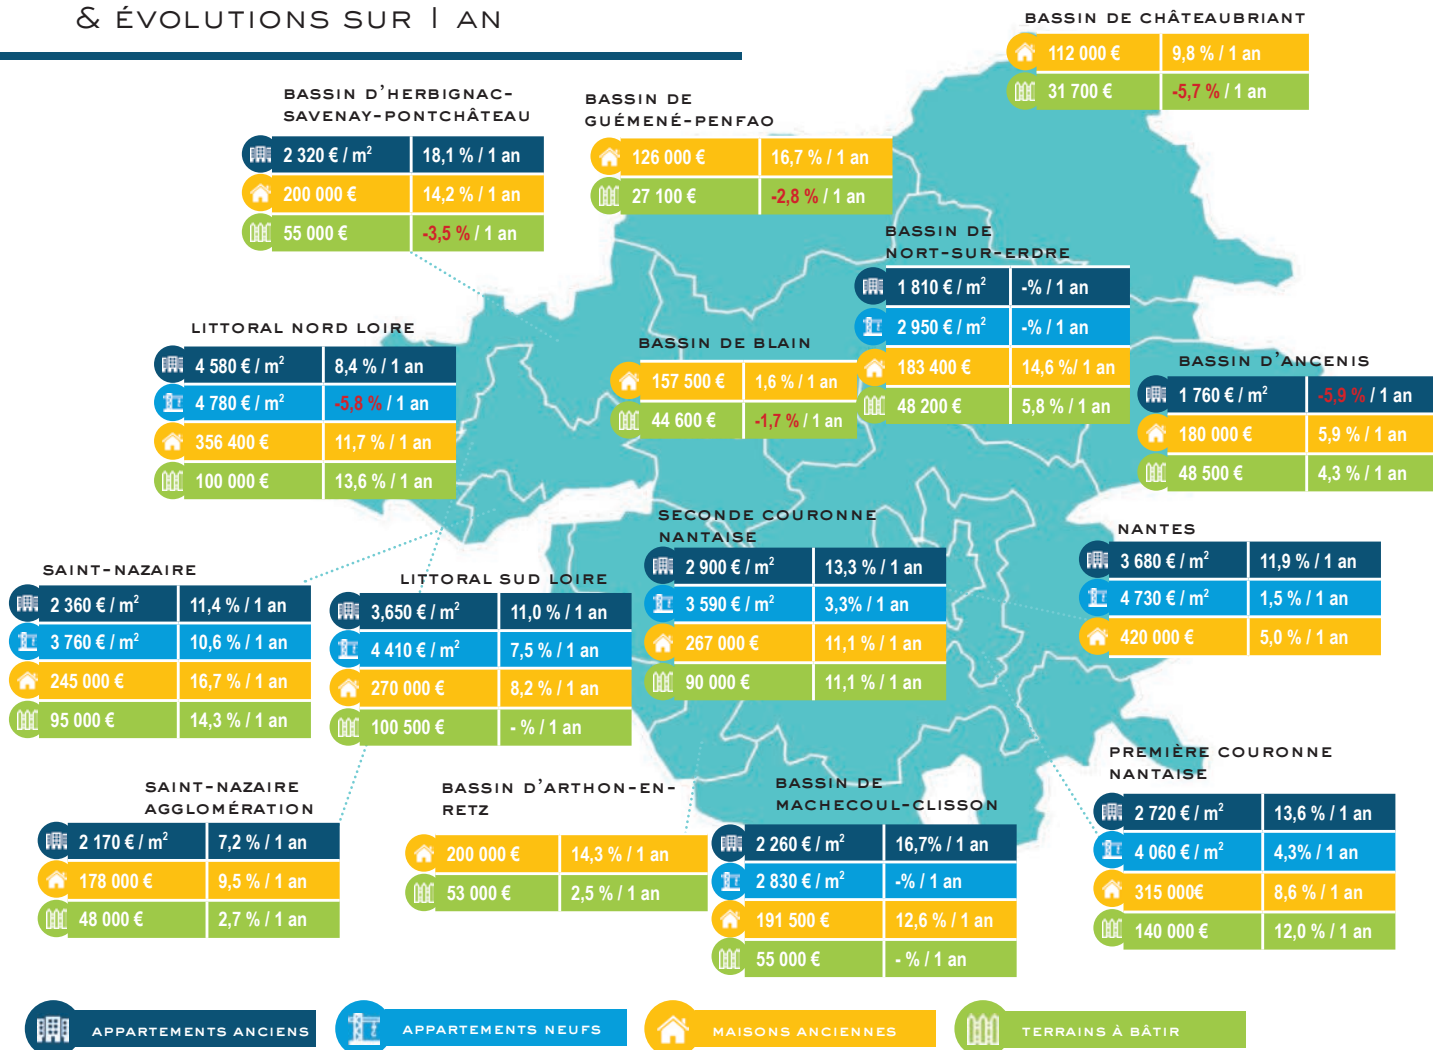 & ÉVOLUTIONS SUR 1 AN
BASSIN DE CHÂTEAUBRIANT
112 000 € 9,8 % / 1 an
31 700 € -5,7 % / 1 an
BASSIN D'HERBIGNAC-
SAVENAY-PONTCHÂTEAU
2 320 € / m² 18,1 % / 1 an
200 000 € 14,2 % / 1 an
55 000 € -3,5 % / 1 an
BASSIN DE
GUÉMENÉ-PENFAO
126 000 € 16,7 % / 1 an
27 100 € -2,8 % / 1 an
BASSIN DE
NORT-SUR-ERDRE
1 810 € / m² -% / 1 an
2 950 € / m² -% / 1 an
183 400 € 14,6 %/ 1 an
48 200 € 5,8 % / 1 an
LITTORAL NORD LOIRE
4 580 € / m² 8,4 % / 1 an
4 780 € / m² -5,8 % / 1 an
356 400 € 11,7 % / 1 an
100 000 € 13,6 % / 1 an
BASSIN DE BLAIN
157 500 € 1,6 % / 1 an
44 600 € -1,7 % / 1 an
BASSIN D'ANCENIS
1 760 € / m² -5,9 % / 1 an
180 000 € 5,9 % / 1 an
48 500 € 4,3 % / 1 an
SECONDE COURONNE
NANTAISE
2 900 € / m² 13,3 % / 1 an
3 590 € / m² 3,3% / 1 an
267 000 € 11,1 % / 1 an
90 000 € 11,1 % / 1 an
NANTES
3 680 € / m² 11,9 % / 1 an
4 730 € / m² 1,5 % / 1 an
420 000 € 5,0 % / 1 an
SAINT-NAZAIRE
2 360 € / m² 11,4 % / 1 an
3 760 € / m² 10,6 % / 1 an
245 000 € 16,7 % / 1 an
95 000 € 14,3 % / 1 an
LITTORAL SUD LOIRE
3,650 € / m² 11,0 % / 1 an
4 410 € / m² 7,5 % / 1 an
270 000 € 8,2 % / 1 an
100 500 € - % / 1 an
SAINT-NAZAIRE
AGGLOMÉRATION
2 170 € / m² 7,2 % / 1 an
178 000 € 9,5 % / 1 an
48 000 € 2,7 % / 1 an
BASSIN D'ARTHON-EN-
RETZ
200 000 € 14,3 % / 1 an
53 000 € 2,5 % / 1 an
BASSIN DE
MACHECOUL-CLISSON
2 260 € / m² 16,7% / 1 an
2 830 € / m² -% / 1 an
191 500 € 12,6 % / 1 an
55 000 € - % / 1 an
PREMIÈRE COURONNE
NANTAISE
2 720 € / m² 13,6 % / 1 an
4 060 € / m² 4,3% / 1 an
315 000€ 8,6 % / 1 an
140 000 € 12,0 % / 1 an
APPARTEMENTS ANCIENS
APPARTEMENTS NEUFS
MAISONS ANCIENNES
TERRAINS À BÂTIR